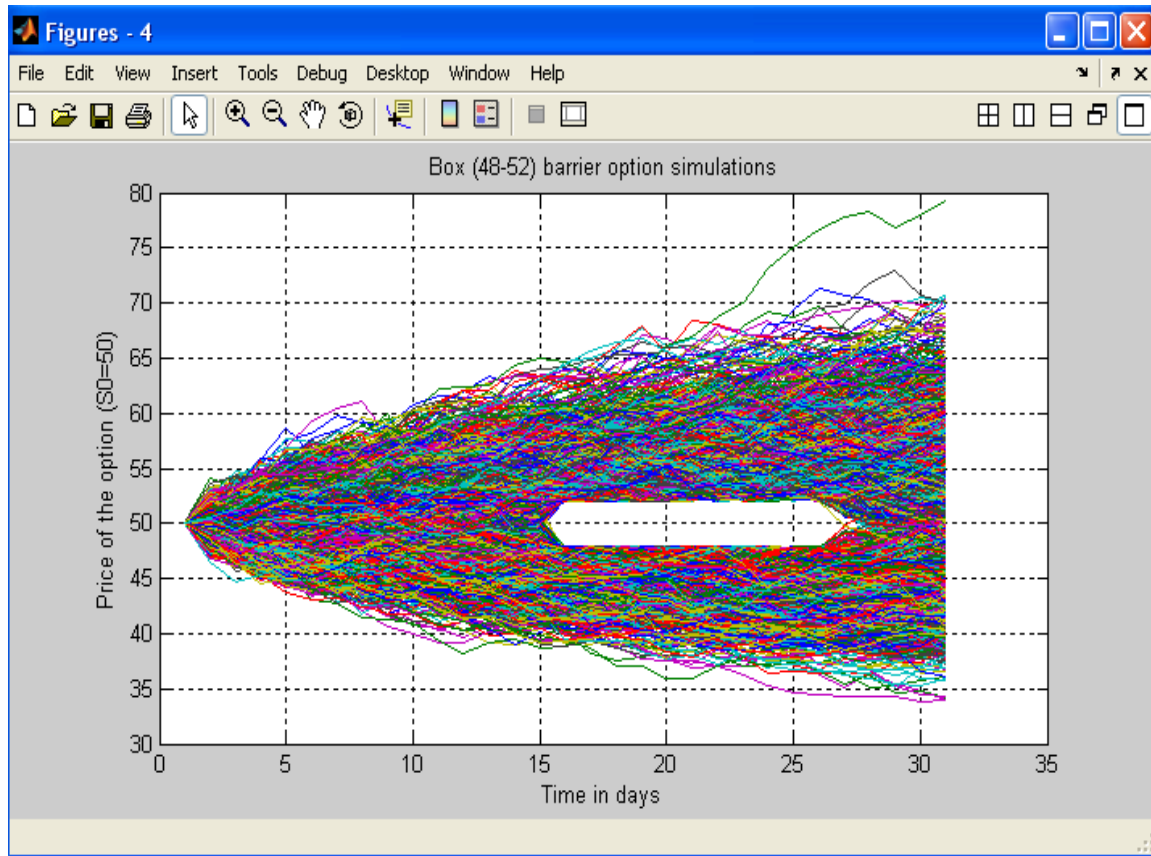 Figures - 4
File Edit View Insert Tools Debug Desktop Window Help
Box (48-52) barrier option simulations
80
75
70
65
60
55
50
45
40
35
30
Price of the option (S0=50)
0 5 10 15 20 25 30 35
Time in days